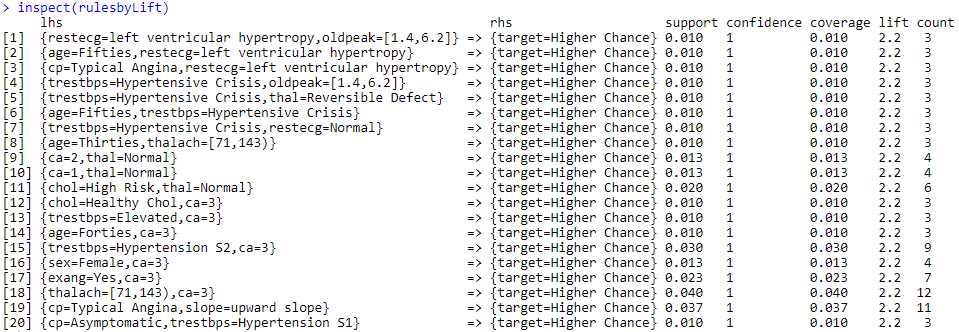 > inspect(rulesbyLift)
lhs rhs support confidence coverage lift count
[1] {restecg=left ventricular hypertropy,oldpeak=[1.4,6.2]} => {target=Higher Chance} 0.010 1 0.010 2.2 3
[2] {age=Fifties,restecg=left ventricular hypertropy} => {target=Higher Chance} 0.010 1 0.010 2.2 3
[3] {cp=Typical Angina,restecg=left ventricular hypertropy} => {target=Higher Chance} 0.010 1 0.010 2.2 3
[4] {trestbps=Hypertensive Crisis,oldpeak=[1.4,6.2]} => {target=Higher Chance} 0.010 1 0.010 2.2 3
[5] {trestbps=Hypertensive Crisis,thal=Reversible Defect} => {target=Higher Chance} 0.010 1 0.010 2.2 3
[6] {age=Fifties,trestbps=Hypertensive Crisis} => {target=Higher Chance} 0.010 1 0.010 2.2 3
[7] {trestbps=Hypertensive Crisis,restecg=Normal} => {target=Higher Chance} 0.010 1 0.010 2.2 3
[8] {age=Thirties,thalach=[71,143)} => {target=Higher Chance} 0.010 1 0.010 2.2 3
[9] {ca=2,thal=Normal} => {target=Higher Chance} 0.013 1 0.013 2.2 4
[10] {ca=1,thal=Normal} => {target=Higher Chance} 0.013 1 0.013 2.2 4
[11] {chol=High Risk,thal=Normal} => {target=Higher Chance} 0.020 1 0.020 2.2 6
[12] {chol=Healthy Chol,ca=3} => {target=Higher Chance} 0.010 1 0.010 2.2 3
[13] {trestbps=Elevated,ca=3} => {target=Higher Chance} 0.010 1 0.010 2.2 3
[14] {age=Forties,ca=3} => {target=Higher Chance} 0.010 1 0.010 2.2 3
[15] {trestbps=Hypertension S2,ca=3} => {target=Higher Chance} 0.030 1 0.030 2.2 9
[16] {sex=Female,ca=3} => {target=Higher Chance} 0.013 1 0.013 2.2 4
[17] {exang=Yes,ca=3} => {target=Higher Chance} 0.023 1 0.023 2.2 7
[18] {thalach=[71,143),ca=3} => {target=Higher Chance} 0.040 1 0.040 2.2 12
[19] {cp=Typical Angina,slope=upward slope} => {target=Higher Chance} 0.037 1 0.037 2.2 11
[20] {cp=Asymptomatic,trestbps=Hypertension S1} => {target=Higher Chance} 0.010 1 0.010 2.2 3